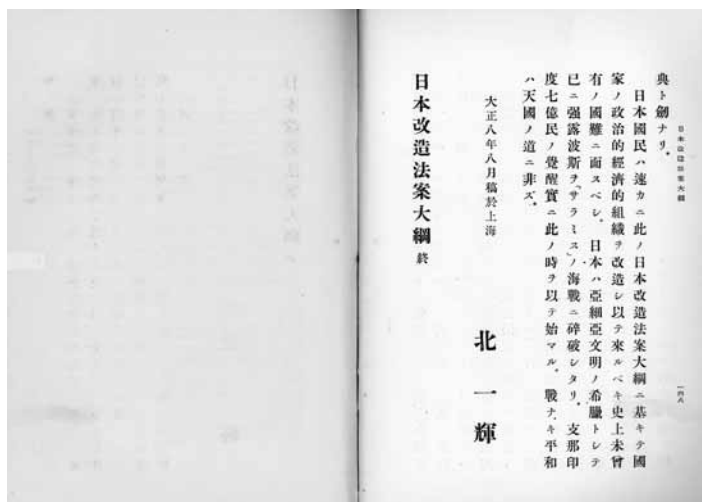 日本改造法案大綱
一四八
典ト劍ナリ。
日本國民ハ速カニ此ノ日本改造法案大綱ニ基キテ國
家ノ政治的經濟的組織ヲ改造シ以テ來ルベキ史上未曾
有ノ國難ニ面スベシ。日本ハ亞細亞文明ノ希臘トシテ
已ニ强露波斯ヲ「サラミス」ノ海戰ニ碎破シタリ。支那印
度七億民ノ覺醒實ニ此ノ時ヲ以テ始マル。戰ナキ平和
ハ天國ノ道ニ非ズ。
大正八年八月稿於上海
北一輝
日本改造法案大綱 終